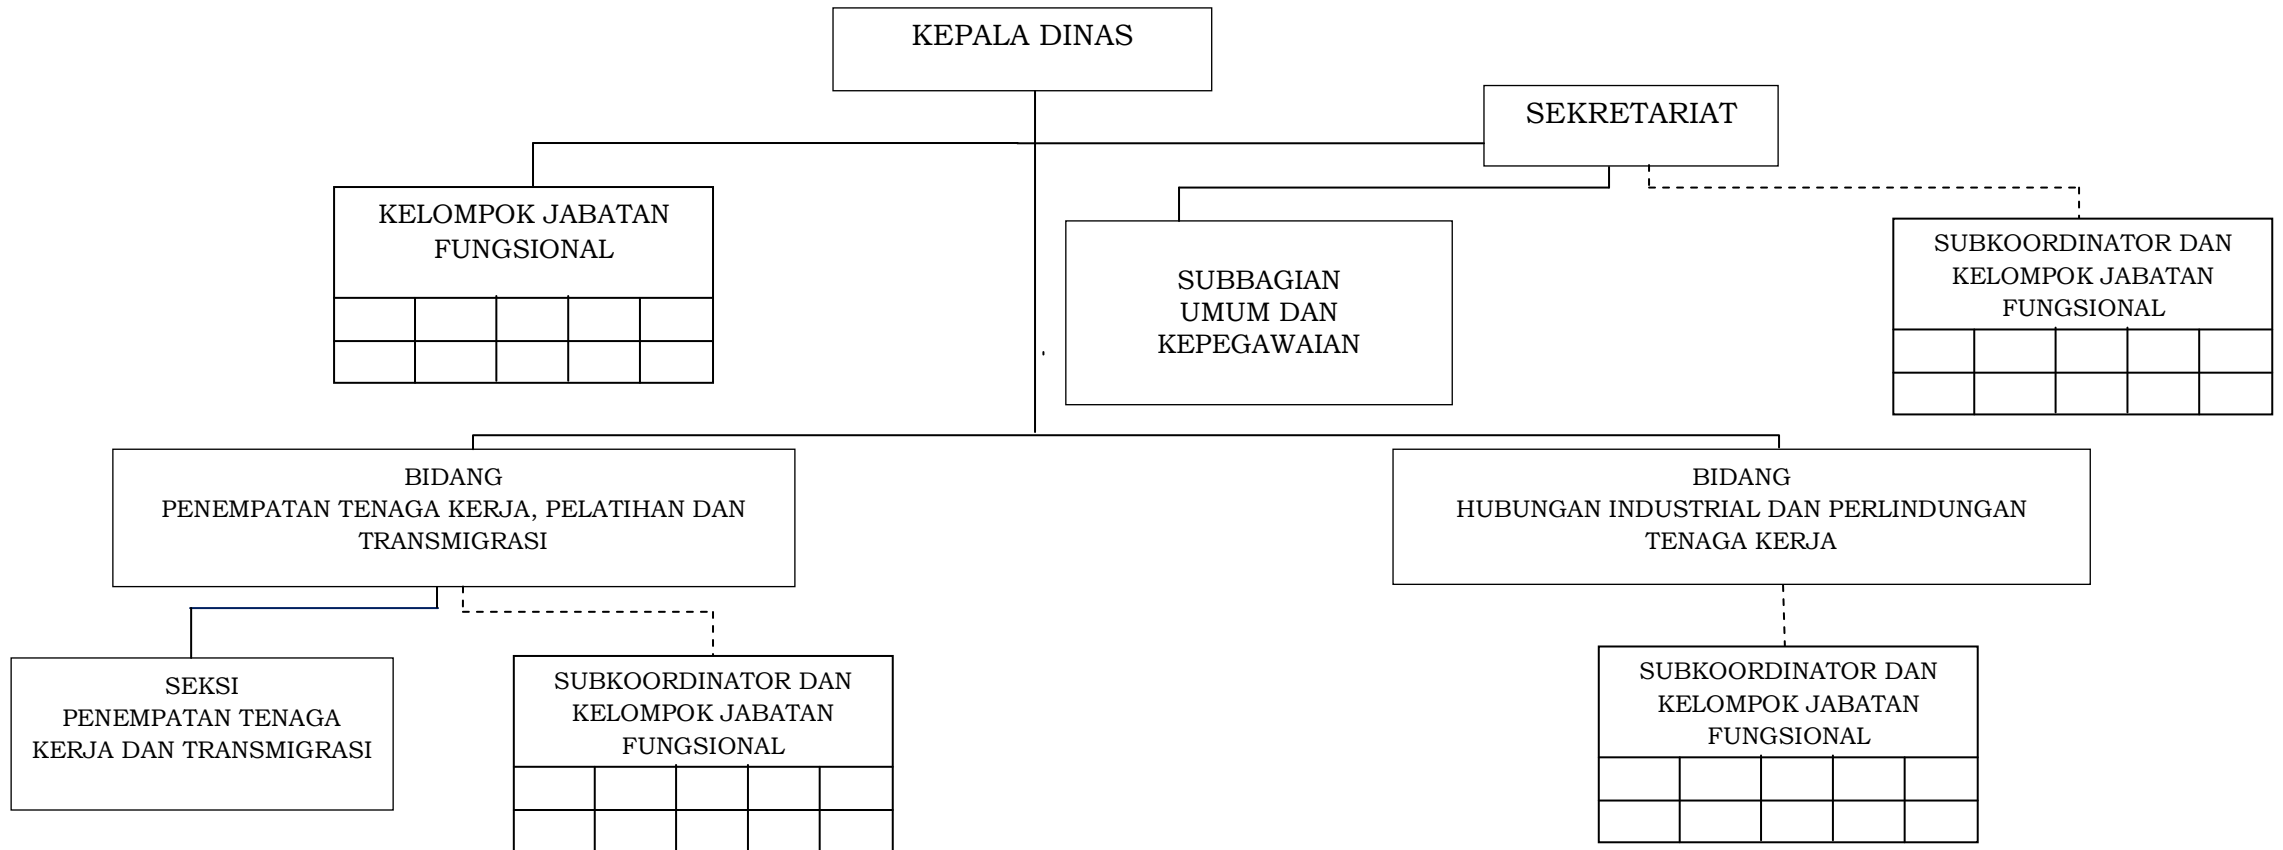 KEPALA DINAS
SEKRETARIAT
KELOMPOK JABATAN
FUNGSIONAL
SUBBAGIAN
UMUM DAN
KEPEGAWAIAN
SUBKOORDINATOR DAN
KELOMPOK JABATAN
FUNGSIONAL
BIDANG
PENEMPATAN TENAGA KERJA, PELATIHAN DAN
TRANSMIGRASI
BIDANG
HUBUNGAN INDUSTRIAL DAN PERLINDUNGAN
TENAGA KERJA
SEKSI
PENEMPATAN TENAGA
KERJA DAN TRANSMIGRASI
SUBKOORDINATOR DAN
KELOMPOK JABATAN
FUNGSIONAL
SUBKOORDINATOR DAN
KELOMPOK JABATAN
FUNGSIONAL